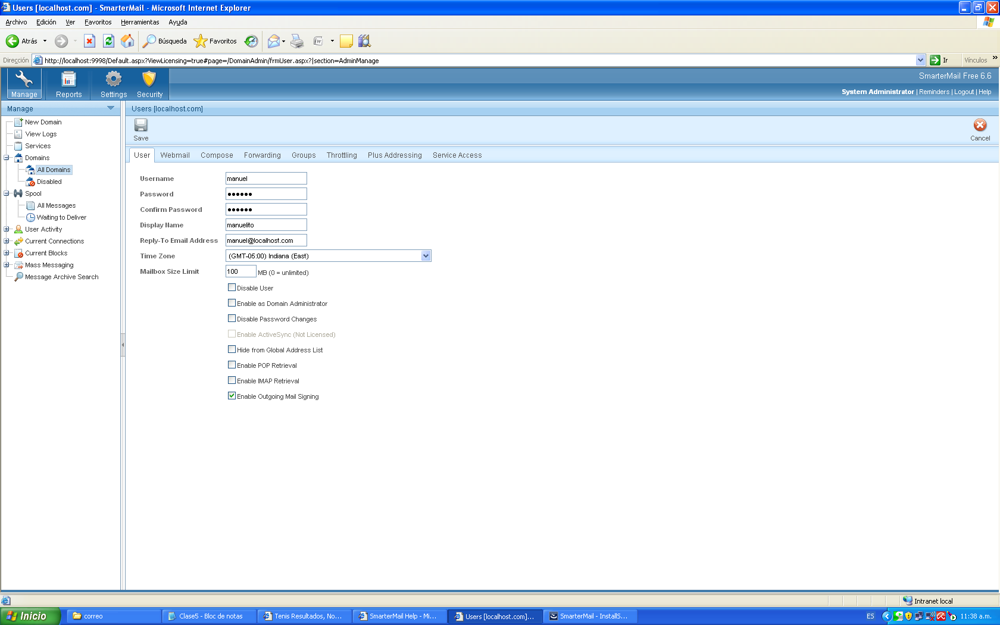 Users [localhost.com] - SmarterMail - Microsoft Internet Explorer
Archivo Edición Ver Favoritos Herramientas Ayuda
Atrás Búsqueda Favoritos
Dirección http://localhost:9998/Default.aspx?ViewLicensing=true#page=/DomainAdmin/frmUser.aspx?|section=AdminManage Ir Vínculos »
SmarterMail Free 6.6
Manage Reports Settings Security
System Administrator | Reminders | Logout | Help
Manage
Users [localhost.com]
New Domain
View Logs
Services
Domains
All Domains
Disabled
Spool
All Messages
Waiting to Deliver
User Activity
Current Connections
Current Blocks
Mass Messaging
Message Archive Search
Save
Cancel
User Webmail Compose Forwarding Groups Throttling Plus Addressing Service Access
Username manuel
Password ●●●●●●
Confirm Password ●●●●●●
Display Name manuelito
Reply-To Email Address manuel@localhost.com
Time Zone (GMT-05:00) Indiana (East)
Mailbox Size Limit 100 MB (0 = unlimited)
Disable User
Enable as Domain Administrator
Disable Password Changes
Enable ActiveSync (Not Licensed)
Hide from Global Address List
Enable POP Retrieval
Enable IMAP Retrieval
Enable Outgoing Mail Signing
Intranet local
Inicio correo Clase5 - Bloc de notas Tenis Resultados, No... SmarterMail Help - Mi... Users [localhost.com]... SmarterMail - InstallS... ES 11:38 a.m.